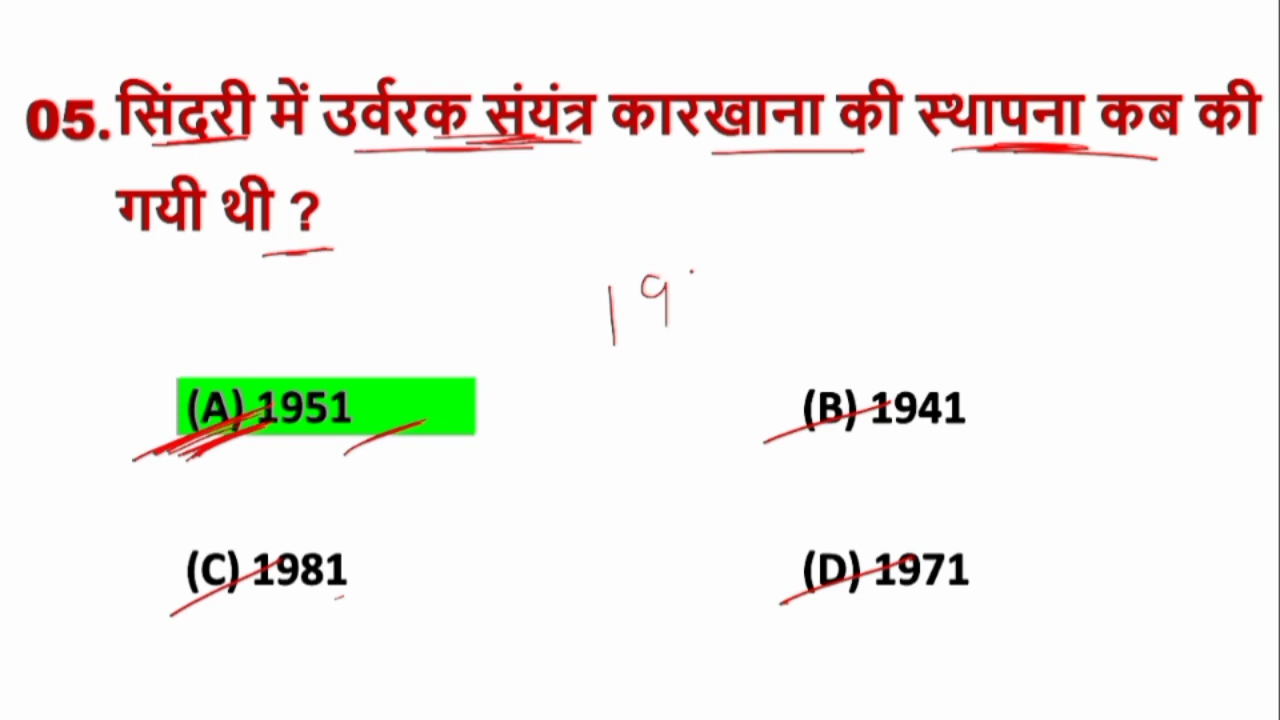 05. सिंदरी में उर्वरक संयंत्र कारखाना की स्थापना कब की
गयी थी ?
19
(A) 1951
(B) 1941
(C) 1981
(D) 1971